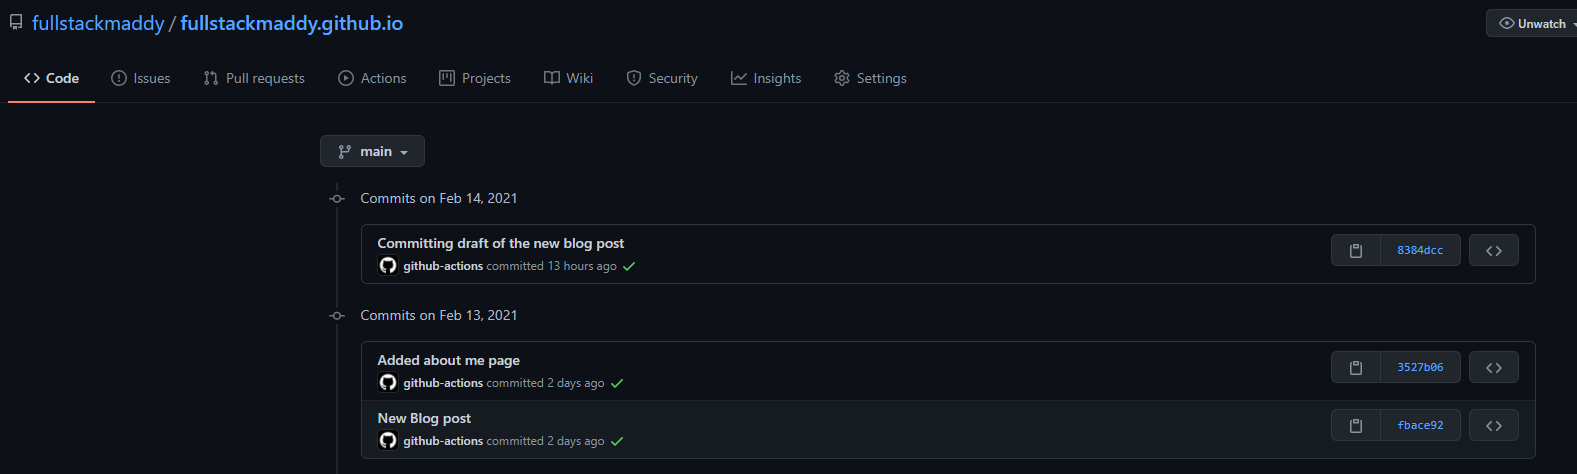 fullstackmaddy / fullstackmaddy.github.io
Unwatch
Code Issues Pull requests Actions Projects Wiki Security Insights Settings
main
Commits on Feb 14, 2021
Committing draft of the new blog post
8384dcc
github-actions committed 13 hours ago
Commits on Feb 13, 2021
Added about me page
3527b06
github-actions committed 2 days ago
New Blog post
fbace92
github-actions committed 2 days ago